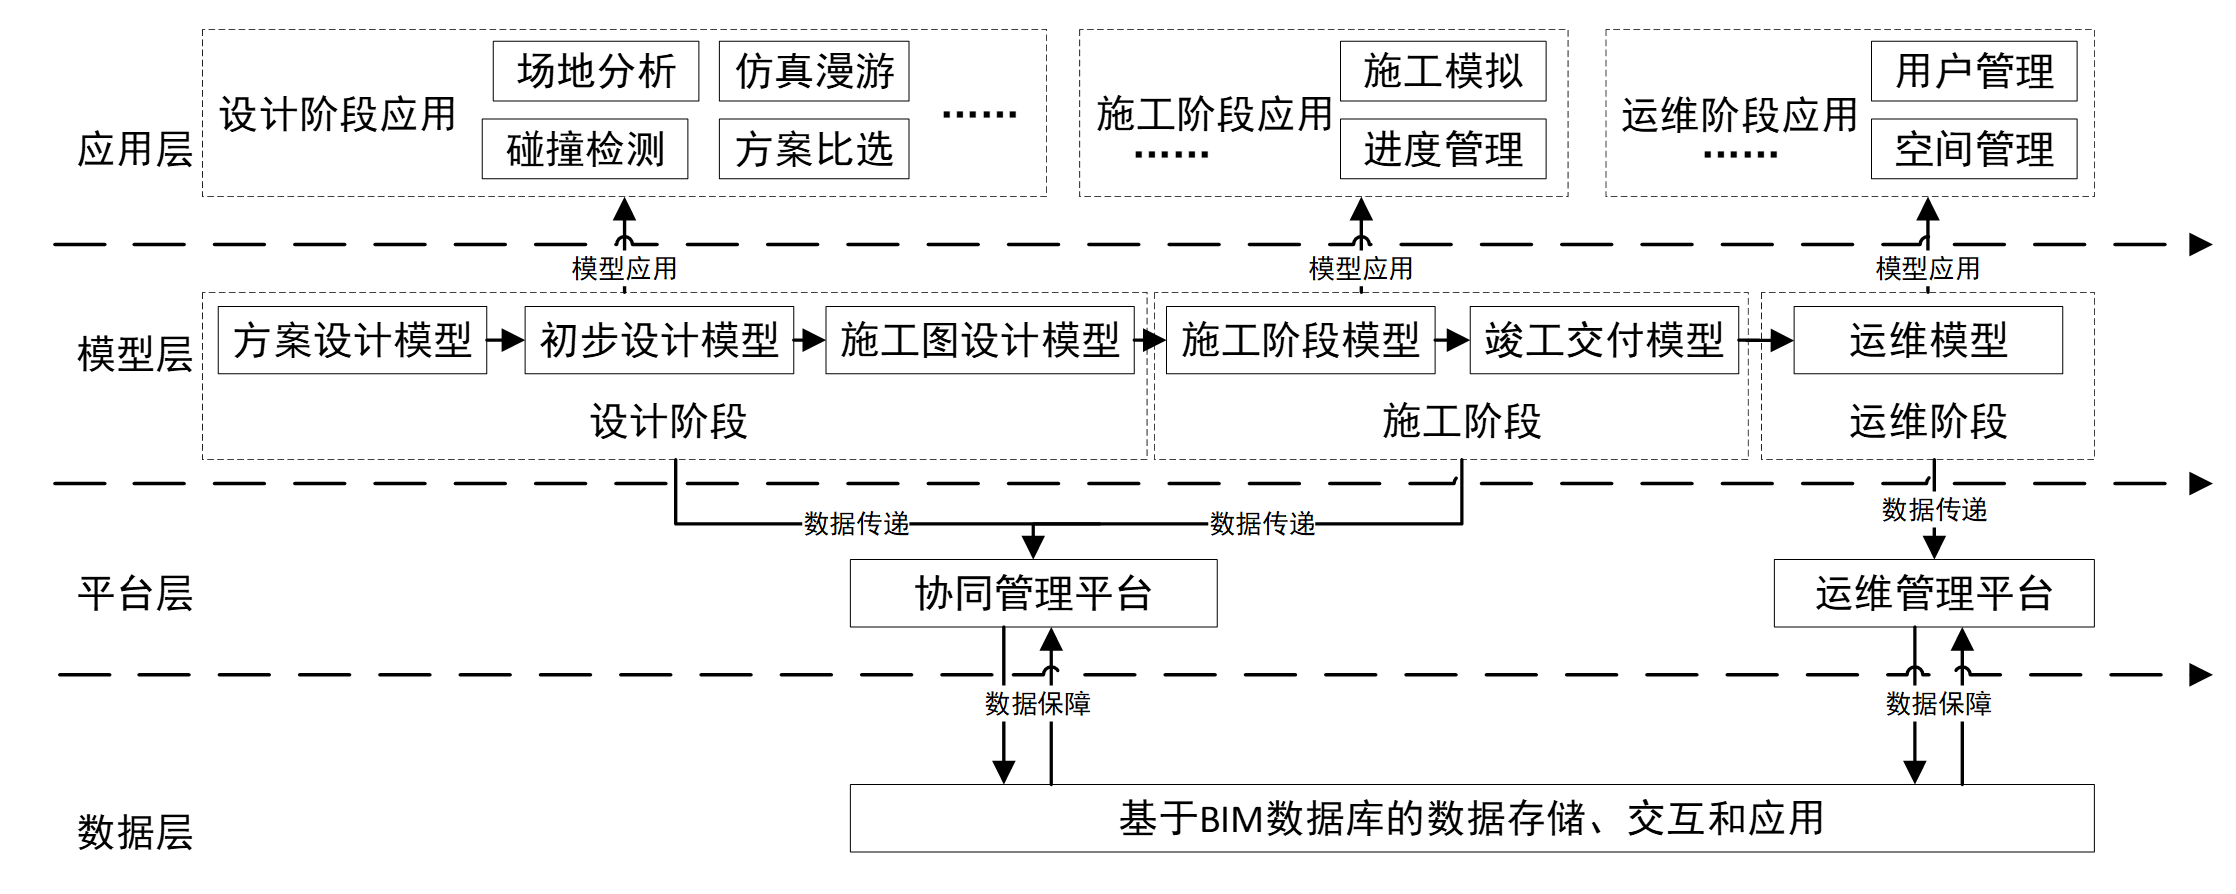 应用层
设计阶段应用
场地分析
仿真漫游
碰撞检测
方案比选
……
施工阶段应用
……
施工模拟
进度管理
运维阶段应用
……
用户管理
空间管理
模型应用
模型应用
模型应用
模型层
方案设计模型
初步设计模型
施工图设计模型
施工阶段模型
竣工交付模型
运维模型
设计阶段
施工阶段
运维阶段
数据传递
数据传递
数据传递
平台层
协同管理平台
运维管理平台
数据保障
数据保障
数据层
基于BIM数据库的数据存储、交互和应用